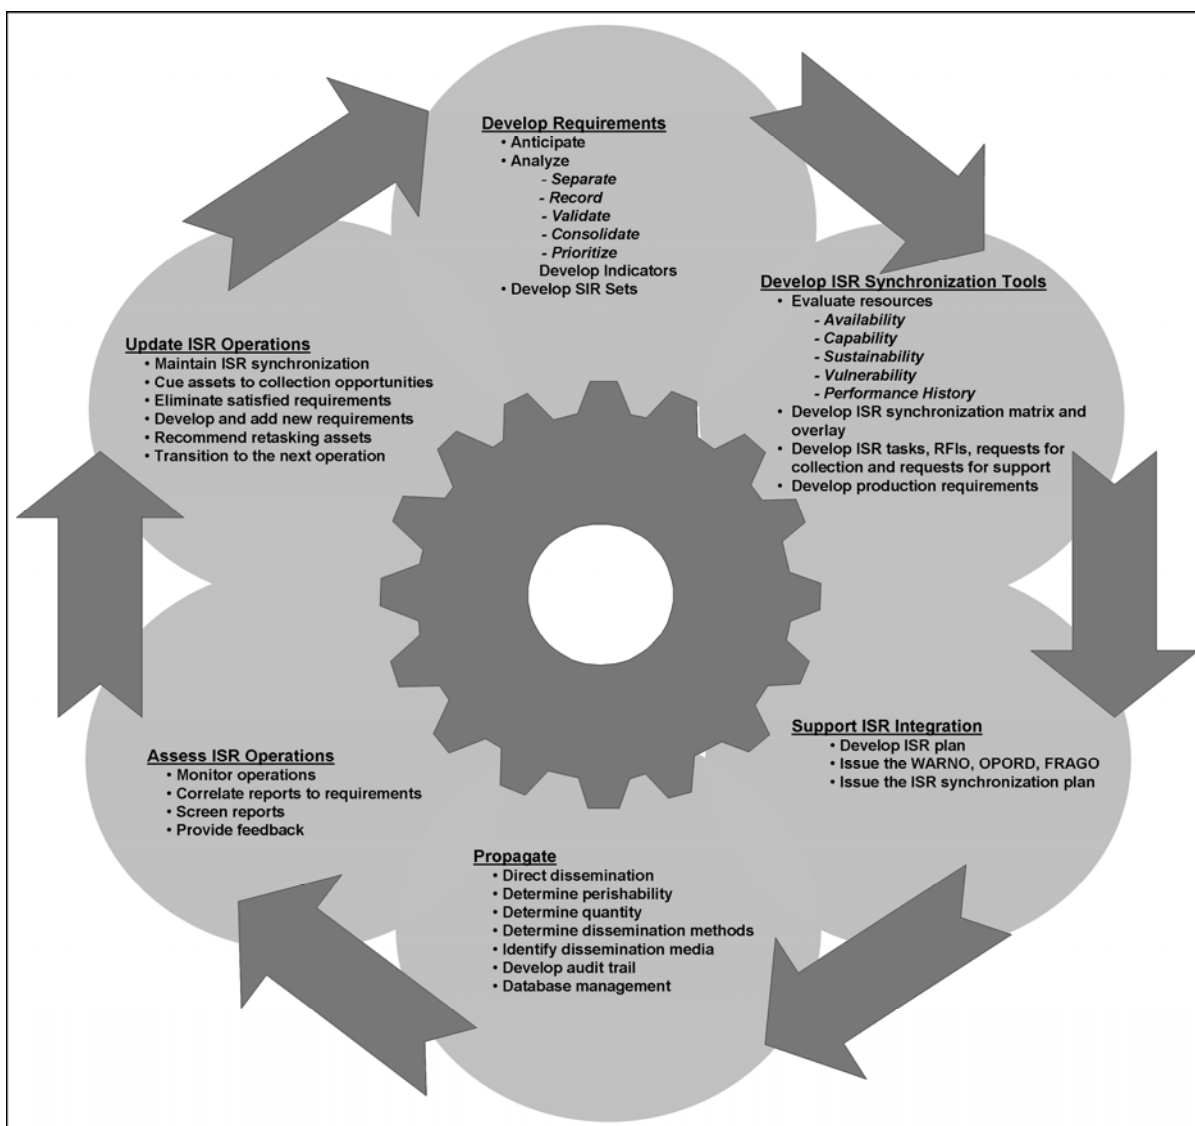 Develop Requirements
• Anticipate
• Analyze
- Separate
- Record
- Validate
- Consolidate
- Prioritize
Develop Indicators
• Develop SIR Sets
Develop ISR Synchronization Tools
• Evaluate resources
- Availability
- Capability
- Sustainability
- Vulnerability
- Performance History
• Develop ISR synchronization matrix and
overlay
• Develop ISR tasks, RFIs, requests for
collection and requests for support
• Develop production requirements
Support ISR Integration
• Develop ISR plan
• Issue the WARNO, OPORD, FRAGO
• Issue the ISR synchronization plan
Propagate
• Direct dissemination
• Determine perishability
• Determine quantity
• Determine dissemination methods
• Identify dissemination media
• Develop audit trail
• Database management
Assess ISR Operations
• Monitor operations
• Correlate reports to requirements
• Screen reports
• Provide feedback
Update ISR Operations
• Maintain ISR synchronization
• Cue assets to collection opportunities
• Eliminate satisfied requirements
• Develop and add new requirements
• Recommend retasking assets
• Transition to the next operation